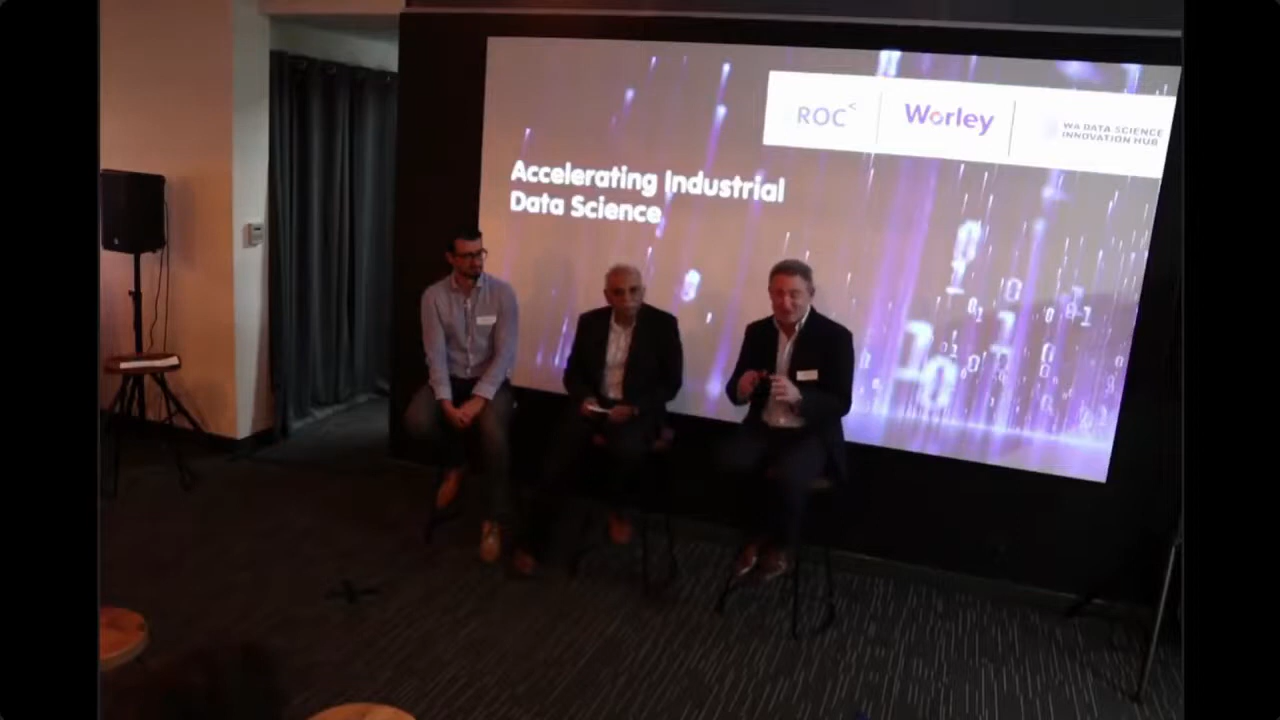 ROC
Worley
WA DATA SCIENCE
INNOVATION HUB
Accelerating Industrial
Data Science